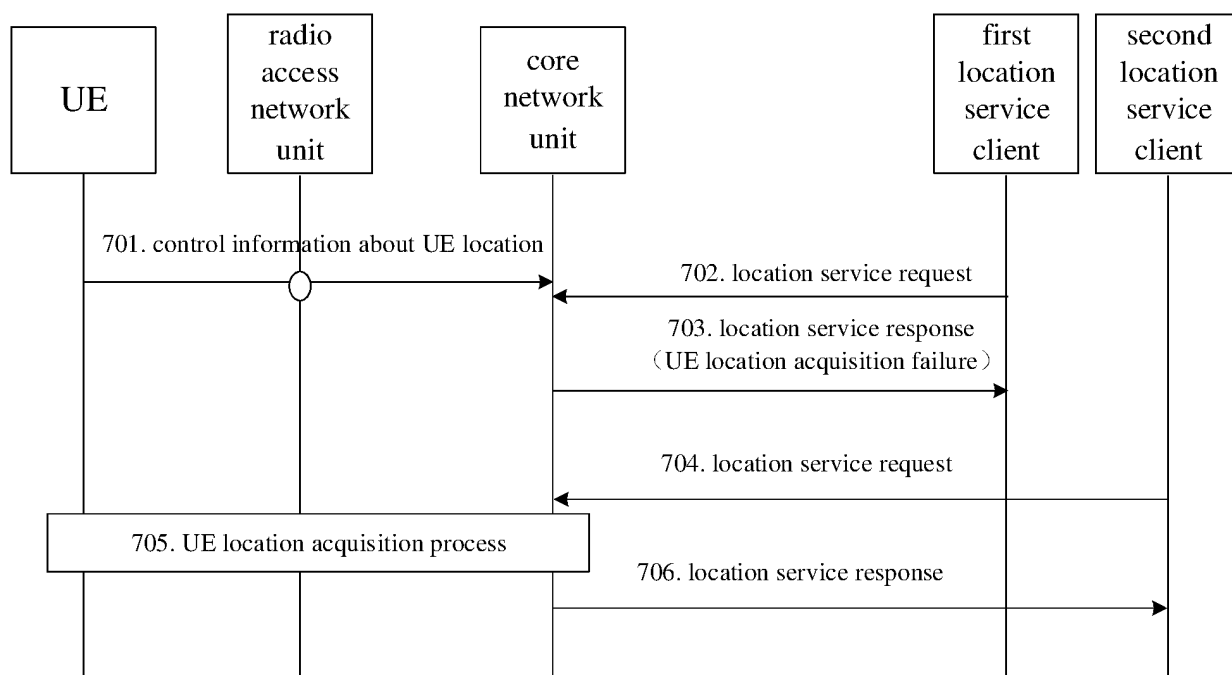 UE
radio
access
network
unit
core
network
unit
first
location
service
client
second
location
service
client
701. control information about UE location
702. location service request
703. location service response
（UE location acquisition failure）
704. location service request
705. UE location acquisition process
706. location service response